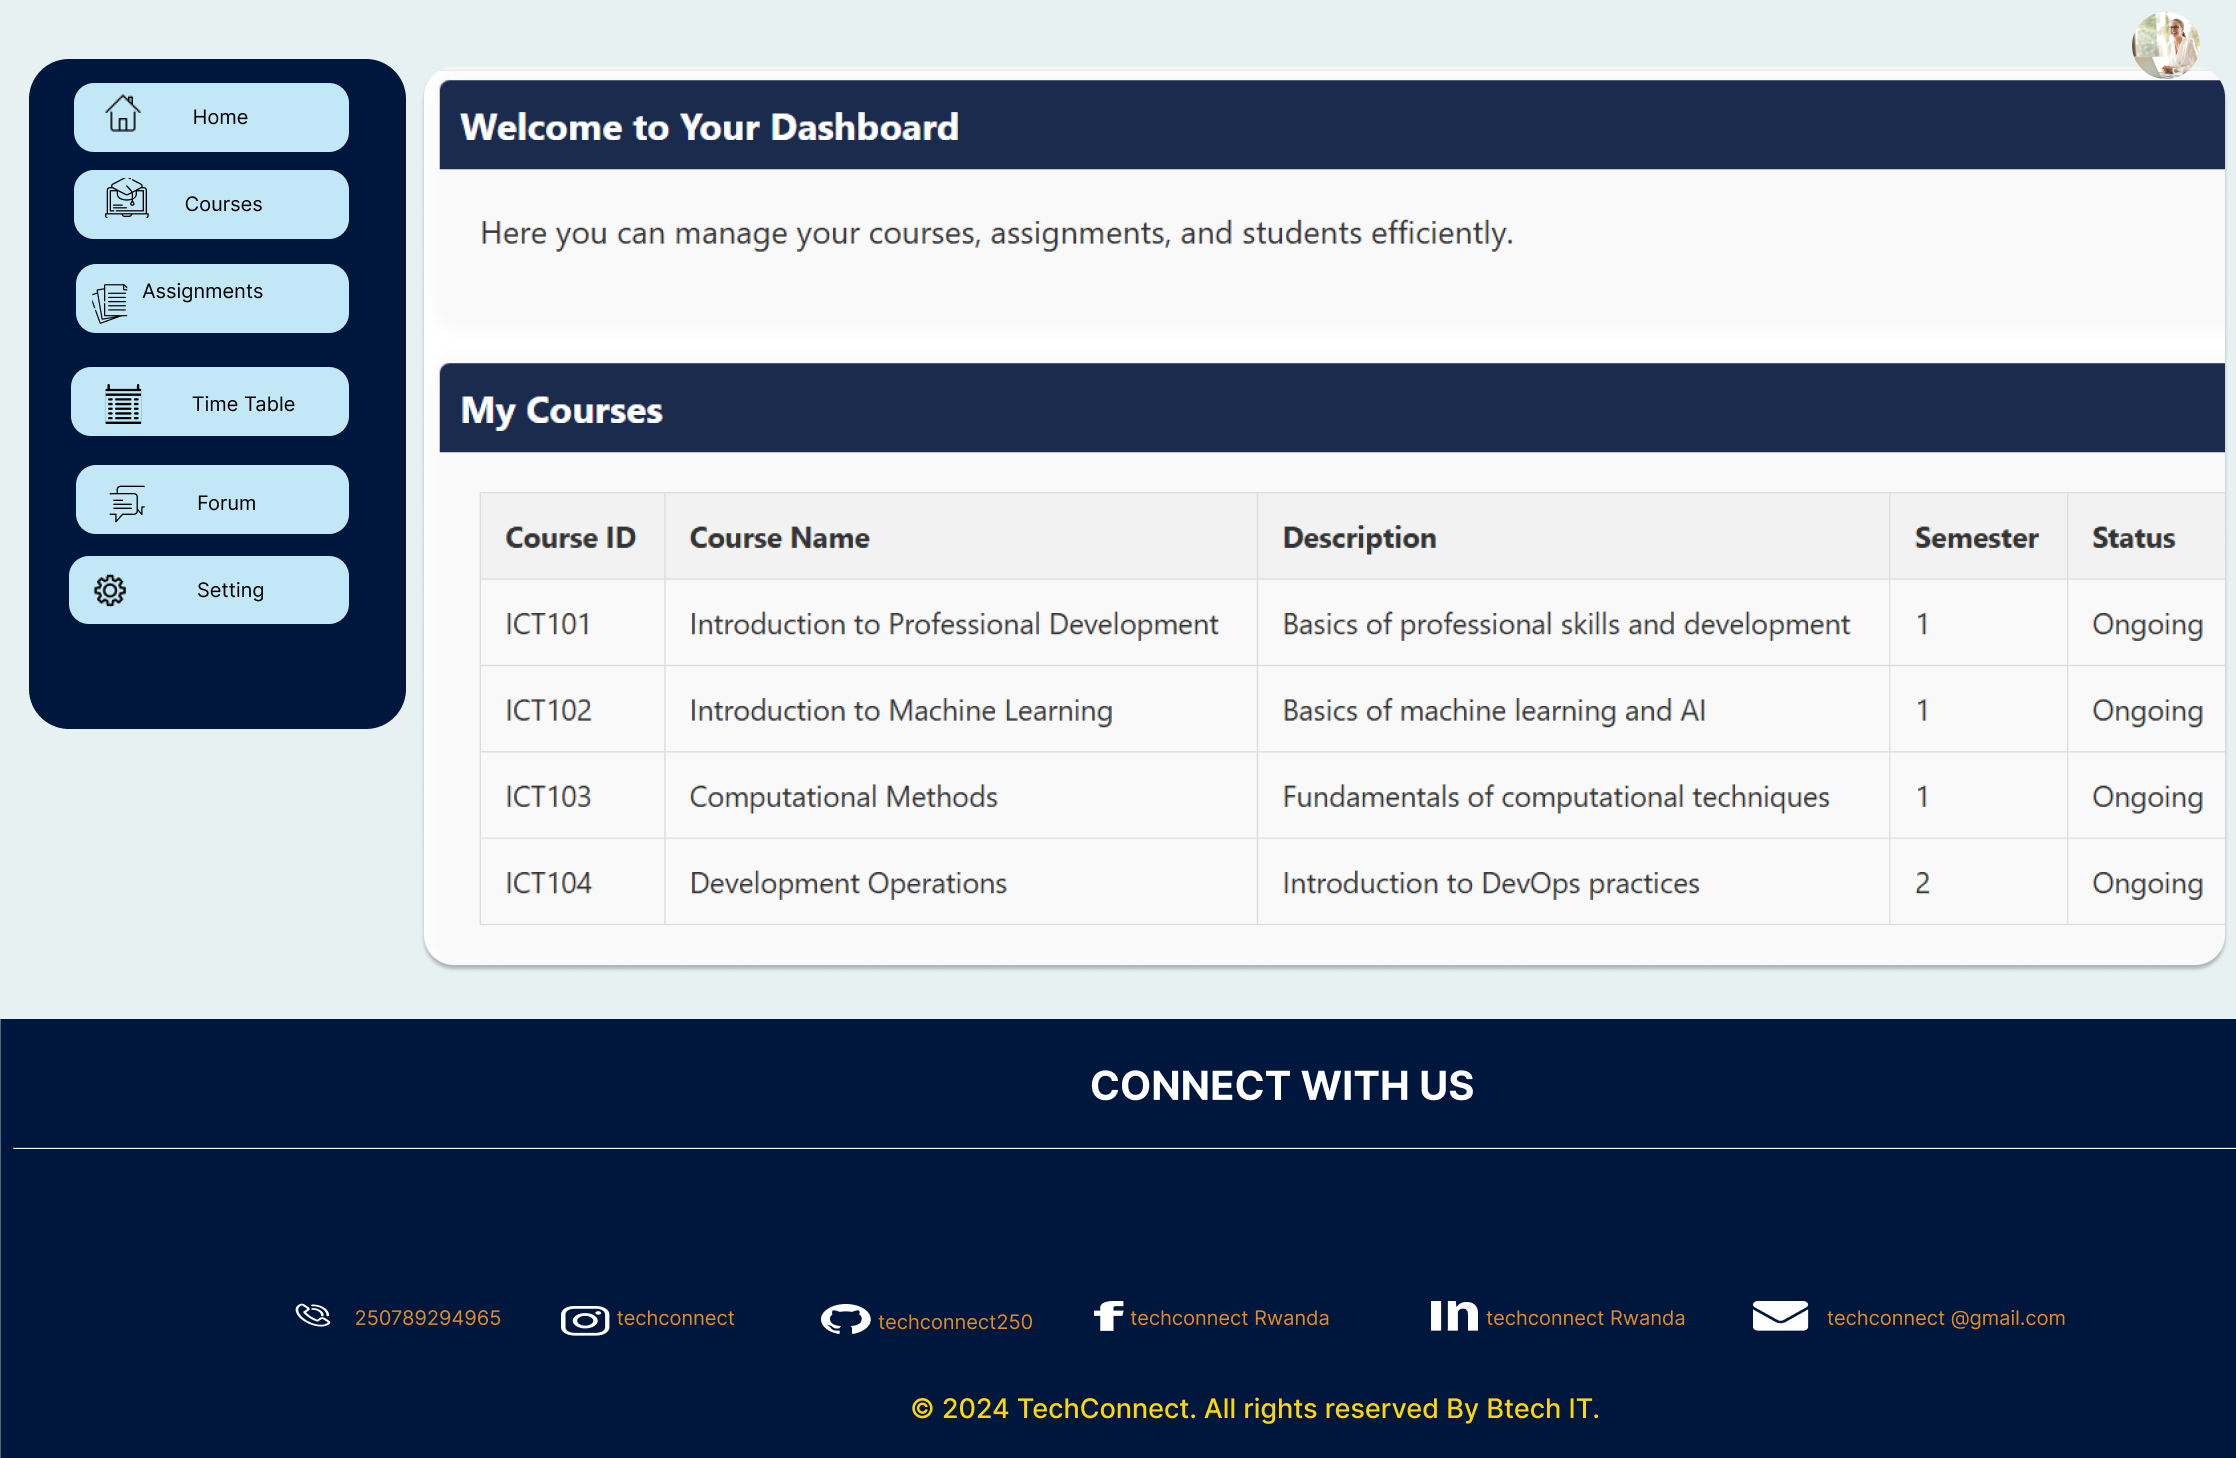 Home
Courses
Assignments
Time Table
Forum
Setting
Welcome to Your Dashboard
Here you can manage your courses, assignments, and students efficiently.
My Courses
Course ID Course Name Description Semester Status
ICT101 Introduction to Professional Development Basics of professional skills and development 1 Ongoing
ICT102 Introduction to Machine Learning Basics of machine learning and AI 1 Ongoing
ICT103 Computational Methods Fundamentals of computational techniques 1 Ongoing
ICT104 Development Operations Introduction to DevOps practices 2 Ongoing
CONNECT WITH US
250789294965 techconnect techconnect250 techconnect Rwanda techconnect Rwanda techconnect @gmail.com
© 2024 TechConnect. All rights reserved By Btech IT.